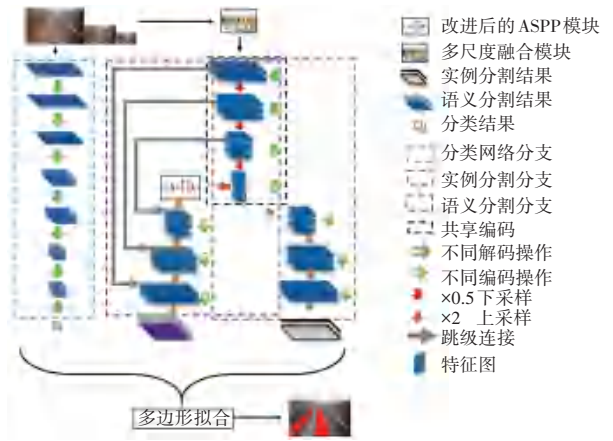 改进后的ASPP模块
多尺度融合模块
实例分割结果
语义分割结果
分类结果
分类网络分支
实例分割分支
语义分割分支
共享编码
不同解码操作
不同编码操作
×0.5下采样
×2 上采样
跳级连接
特征图
多边形拟合